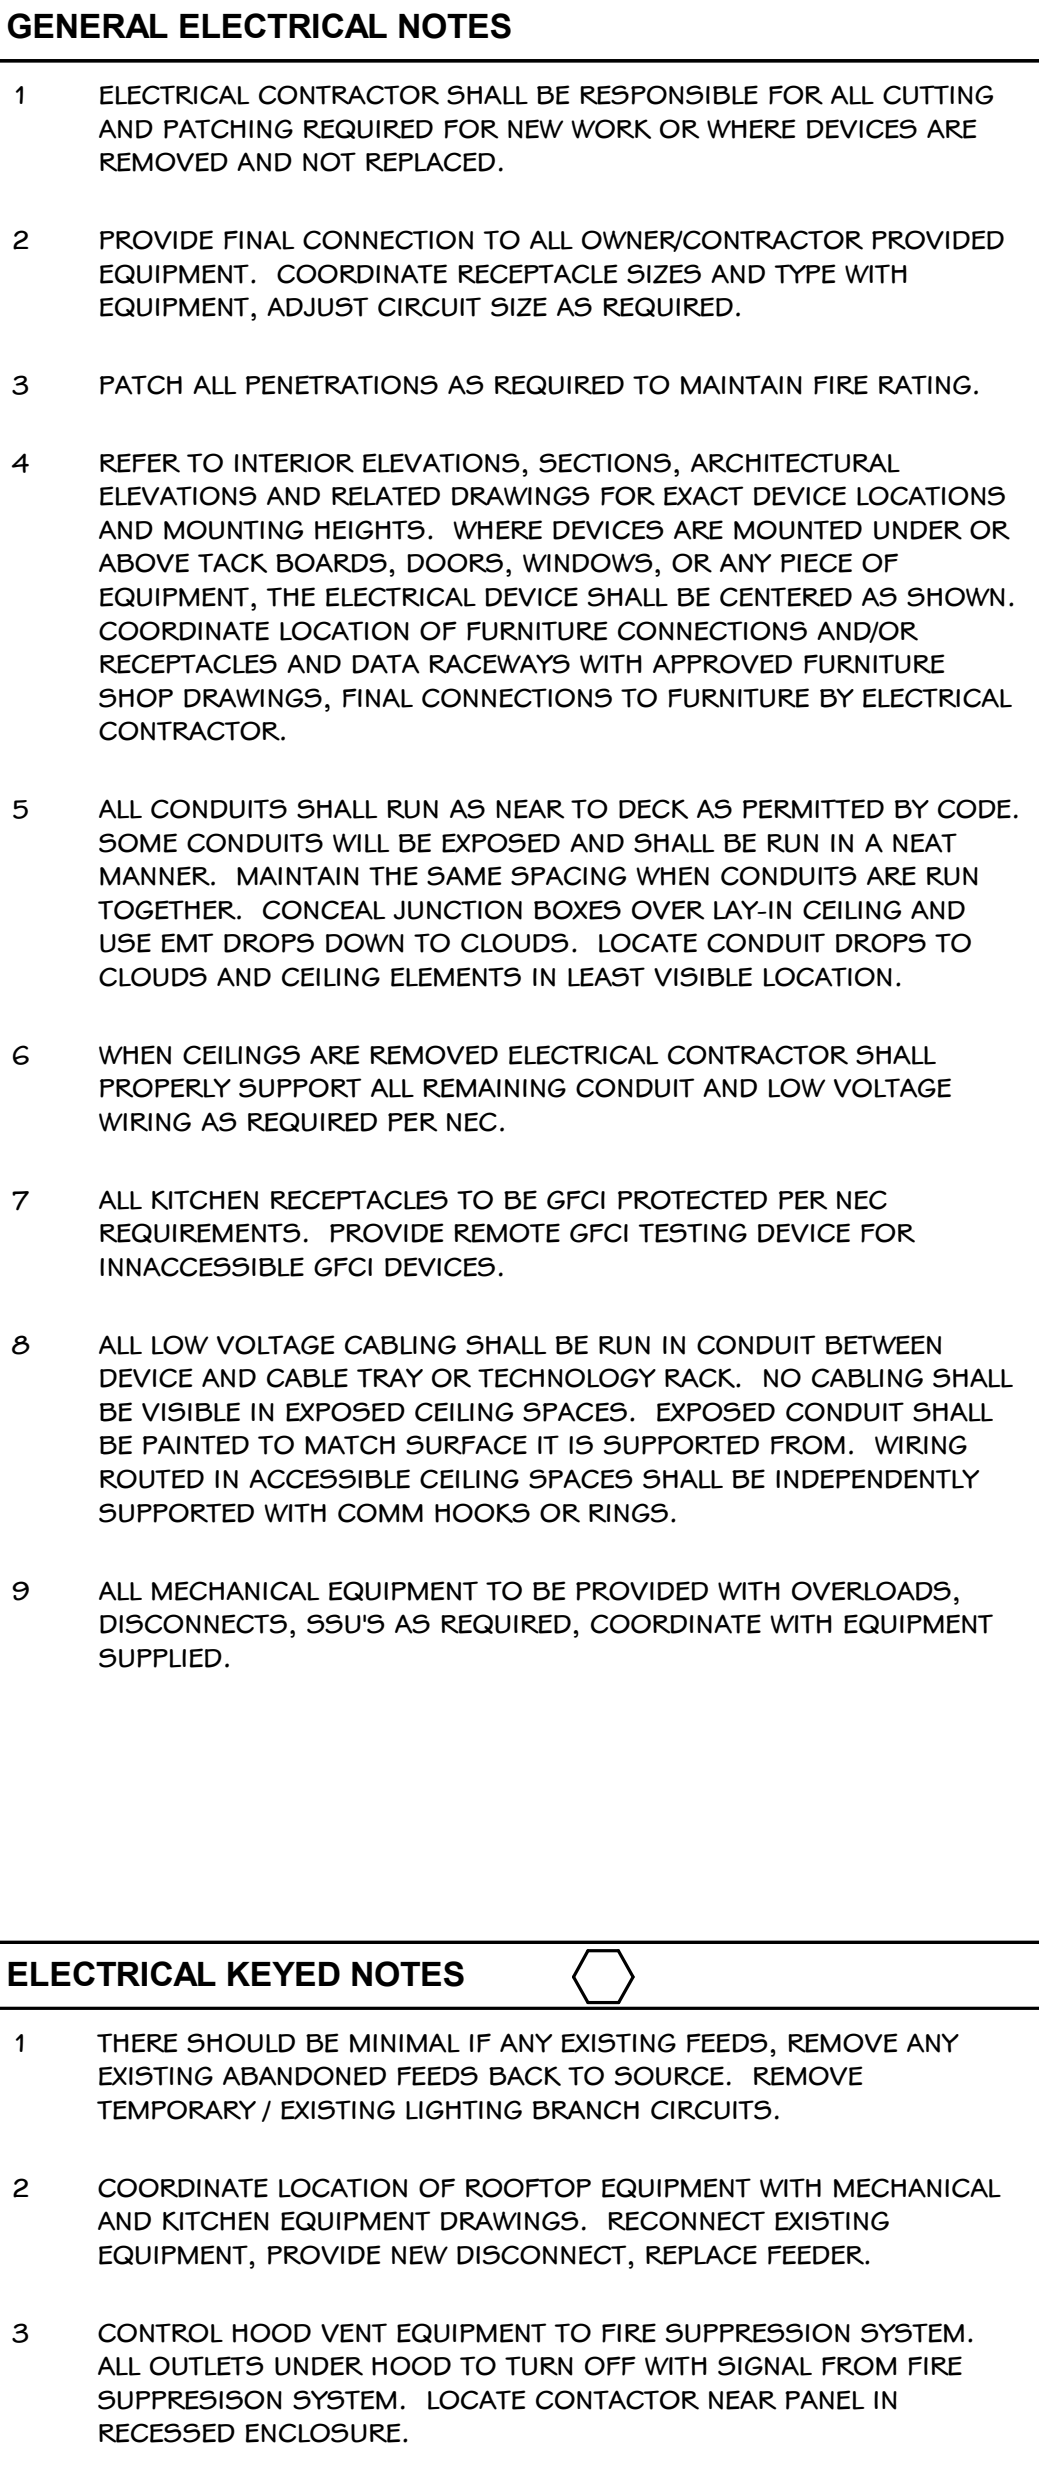 GENERAL ELECTRICAL NOTES
1 ELECTRICAL CONTRACTOR SHALL BE RESPONSIBLE FOR ALL CUTTING
AND PATCHING REQUIRED FOR NEW WORK OR WHERE DEVICES ARE
REMOVED AND NOT REPLACED.
2 PROVIDE FINAL CONNECTION TO ALL OWNER/CONTRACTOR PROVIDED
EQUIPMENT. COORDINATE RECEPTACLE SIZES AND TYPE WITH
EQUIPMENT, ADJUST CIRCUIT SIZE AS REQUIRED.
3 PATCH ALL PENETRATIONS AS REQUIRED TO MAINTAIN FIRE RATING.
4 REFER TO INTERIOR ELEVATIONS, SECTIONS, ARCHITECTURAL
ELEVATIONS AND RELATED DRAWINGS FOR EXACT DEVICE LOCATIONS
AND MOUNTING HEIGHTS. WHERE DEVICES ARE MOUNTED UNDER OR
ABOVE TACK BOARDS, DOORS, WINDOWS, OR ANY PIECE OF
EQUIPMENT, THE ELECTRICAL DEVICE SHALL BE CENTERED AS SHOWN.
COORDINATE LOCATION OF FURNITURE CONNECTIONS AND/OR
RECEPTACLES AND DATA RACEWAYS WITH APPROVED FURNITURE
SHOP DRAWINGS, FINAL CONNECTIONS TO FURNITURE BY ELECTRICAL
CONTRACTOR.
5 ALL CONDUITS SHALL RUN AS NEAR TO DECK AS PERMITTED BY CODE.
SOME CONDUITS WILL BE EXPOSED AND SHALL BE RUN IN A NEAT
MANNER. MAINTAIN THE SAME SPACING WHEN CONDUITS ARE RUN
TOGETHER. CONCEAL JUNCTION BOXES OVER LAY-IN CEILING AND
USE EMT DROPS DOWN TO CLOUDS. LOCATE CONDUIT DROPS TO
CLOUDS AND CEILING ELEMENTS IN LEAST VISIBLE LOCATION.
6 WHEN CEILINGS ARE REMOVED ELECTRICAL CONTRACTOR SHALL
PROPERLY SUPPORT ALL REMAINING CONDUIT AND LOW VOLTAGE
WIRING AS REQUIRED PER NEC.
7 ALL KITCHEN RECEPTACLES TO BE GFCI PROTECTED PER NEC
REQUIREMENTS. PROVIDE REMOTE GFCI TESTING DEVICE FOR
INNACCESSIBLE GFCI DEVICES.
8 ALL LOW VOLTAGE CABLING SHALL BE RUN IN CONDUIT BETWEEN
DEVICE AND CABLE TRAY OR TECHNOLOGY RACK. NO CABLING SHALL
BE VISIBLE IN EXPOSED CEILING SPACES. EXPOSED CONDUIT SHALL
BE PAINTED TO MATCH SURFACE IT IS SUPPORTED FROM. WIRING
ROUTED IN ACCESSIBLE CEILING SPACES SHALL BE INDEPENDENTLY
SUPPORTED WITH COMM HOOKS OR RINGS.
9 ALL MECHANICAL EQUIPMENT TO BE PROVIDED WITH OVERLOADS,
DISCONNECTS, SSU'S AS REQUIRED, COORDINATE WITH EQUIPMENT
SUPPLIED.
ELECTRICAL KEYED NOTES
1 THERE SHOULD BE MINIMAL IF ANY EXISTING FEEDS, REMOVE ANY
EXISTING ABANDONED FEEDS BACK TO SOURCE. REMOVE
TEMPORARY / EXISTING LIGHTING BRANCH CIRCUITS.
2 COORDINATE LOCATION OF ROOFTOP EQUIPMENT WITH MECHANICAL
AND KITCHEN EQUIPMENT DRAWINGS. RECONNECT EXISTING
EQUIPMENT, PROVIDE NEW DISCONNECT, REPLACE FEEDER.
3 CONTROL HOOD VENT EQUIPMENT TO FIRE SUPPRESSION SYSTEM.
ALL OUTLETS UNDER HOOD TO TURN OFF WITH SIGNAL FROM FIRE
SUPPRESISON SYSTEM. LOCATE CONTACTOR NEAR PANEL IN
RECESSED ENCLOSURE.